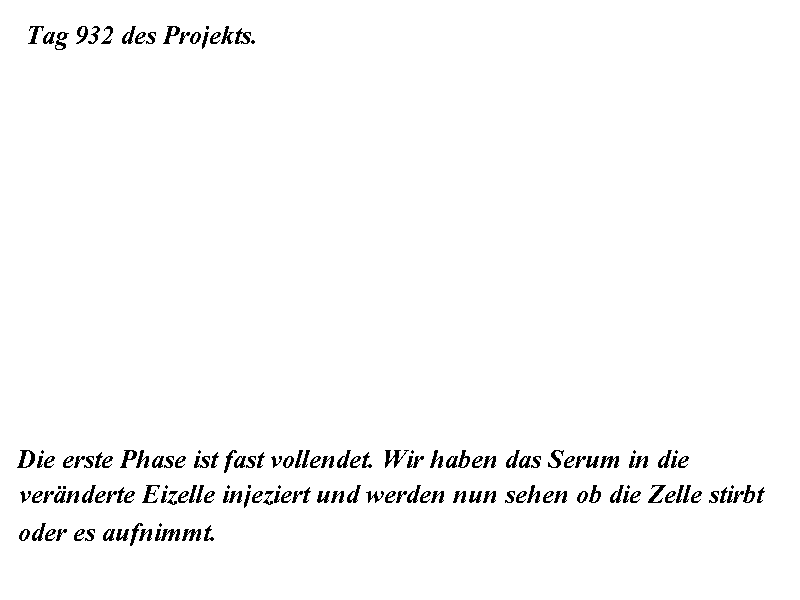 Tag 932 des Projekts.
Die erste Phase ist fast vollendet. Wir haben das Serum in die
veränderte Eizelle injeziert und werden nun sehen ob die Zelle stirbt
oder es aufnimmt.